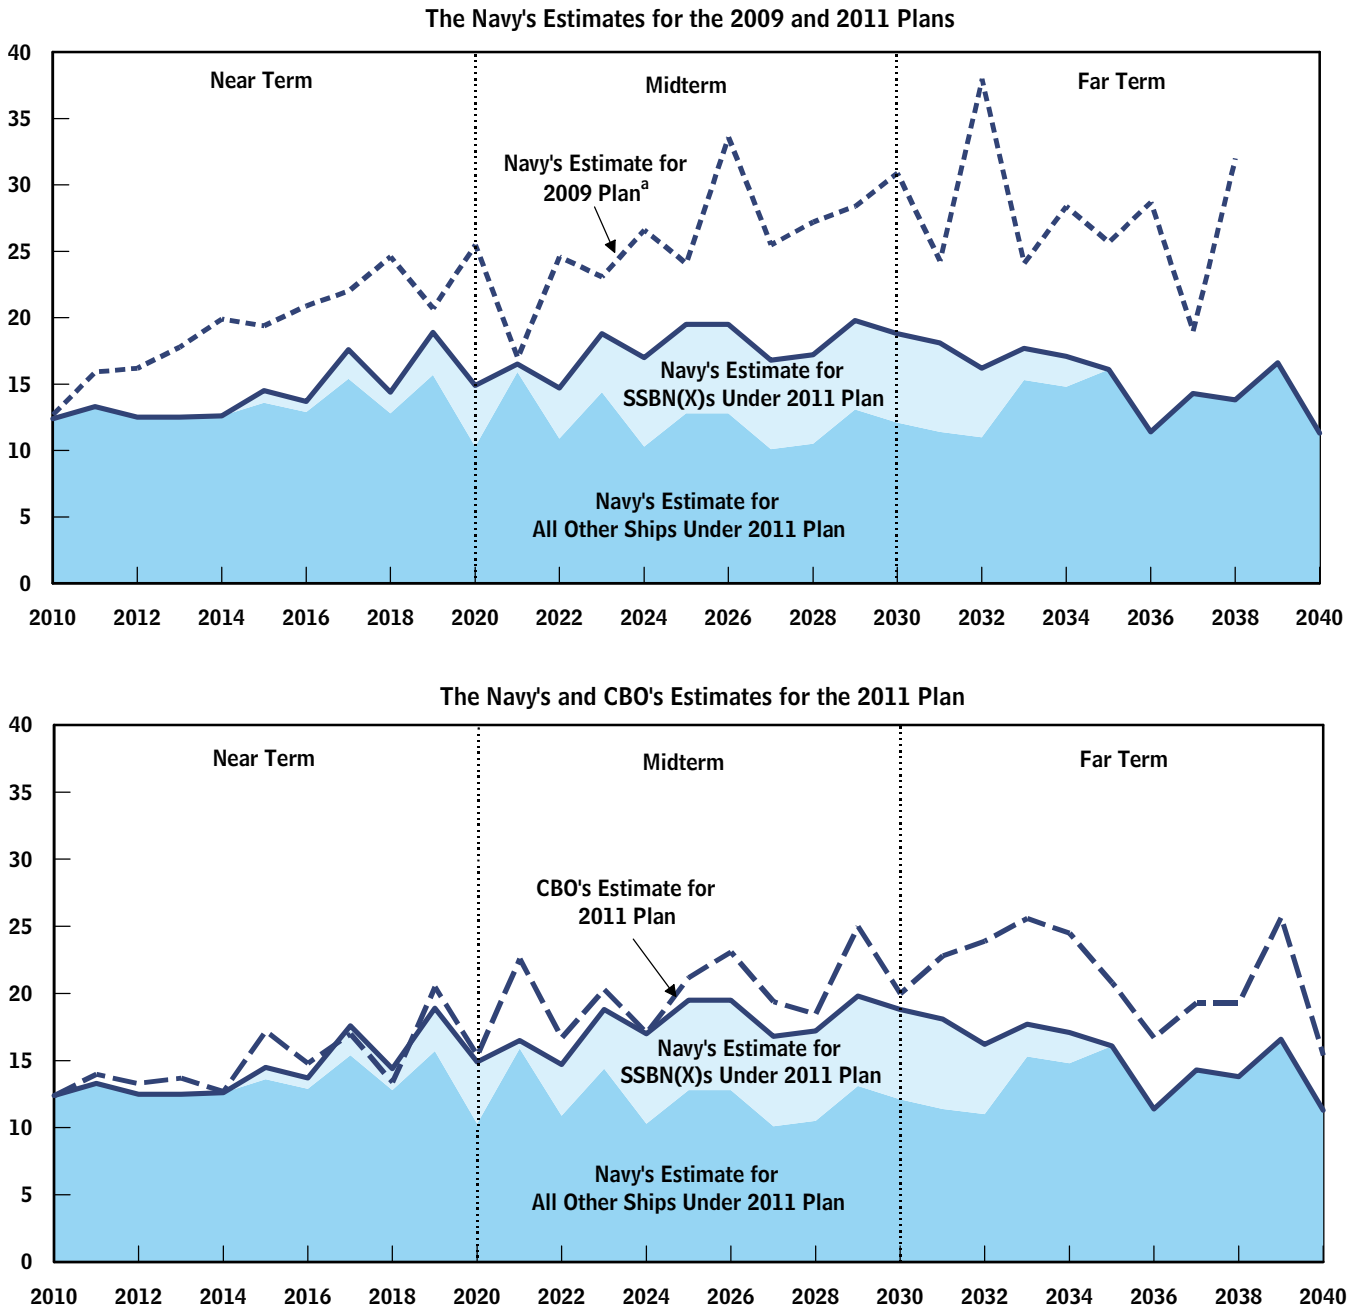 The Navy's Estimates for the 2009 and 2011 Plans
40
Near Term
Midterm
Far Term
35
Navy's Estimate for
2009 Planᵃ
30
25
20
Navy's Estimate for
SSBN(X)s Under 2011 Plan
15
10
Navy's Estimate for
All Other Ships Under 2011 Plan
5
0
2010 2012 2014 2016 2018 2020 2022 2024 2026 2028 2030 2032 2034 2036 2038 2040
The Navy's and CBO's Estimates for the 2011 Plan
40
Near Term
Midterm
Far Term
35
30
CBO's Estimate for
2011 Plan
25
20
Navy's Estimate for
SSBN(X)s Under 2011 Plan
15
10
Navy's Estimate for
All Other Ships Under 2011 Plan
5
0
2010 2012 2014 2016 2018 2020 2022 2024 2026 2028 2030 2032 2034 2036 2038 2040